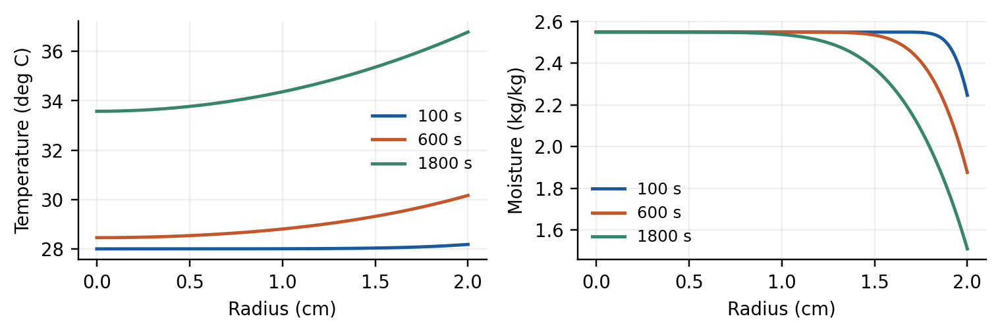 Temperature (deg C)
36
34
32
30
28
0.0 0.5 1.0 1.5 2.0
Radius (cm)
100 s
600 s
1800 s
Moisture (kg/kg)
2.6
2.4
2.2
2.0
1.8
1.6
0.0 0.5 1.0 1.5 2.0
Radius (cm)
100 s
600 s
1800 s